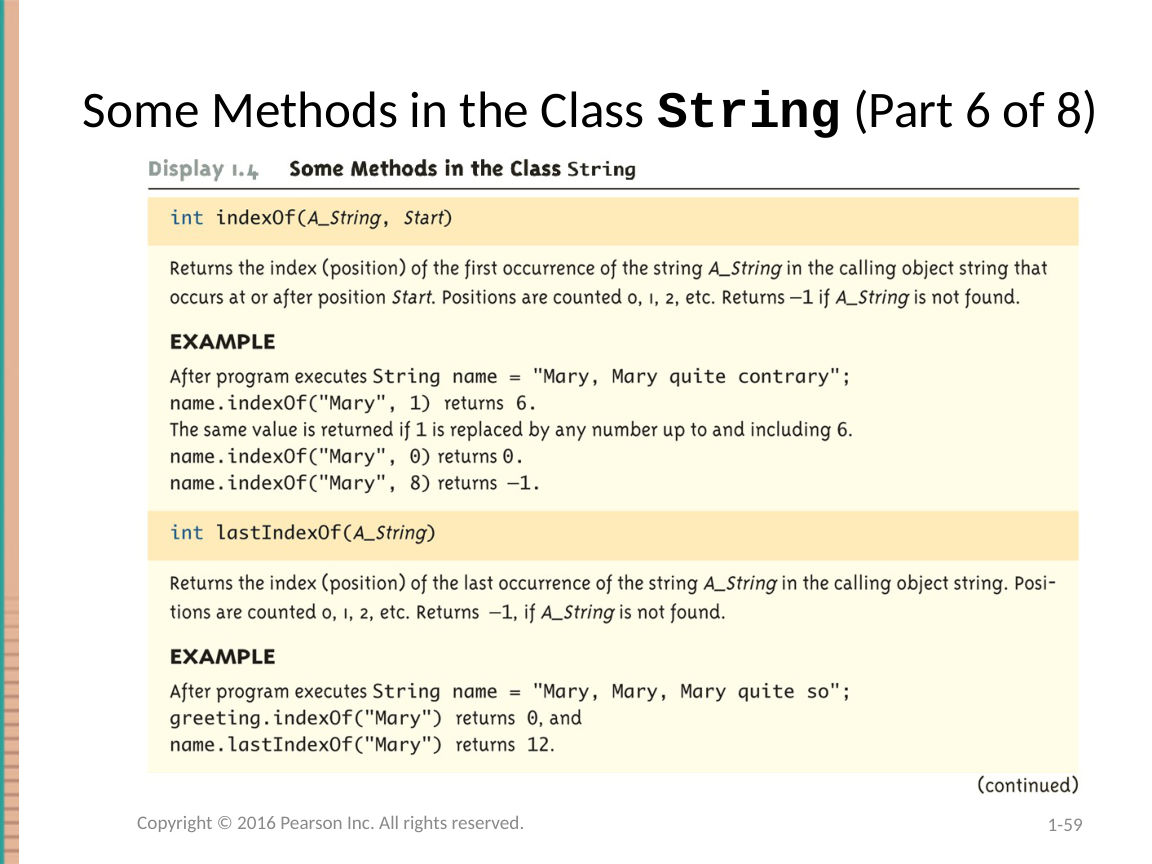 Some Methods in the Class String (Part 6 of 8)
Display 1.4 Some Methods in the Class String
int indexOf(A_String, Start)
Returns the index (position) of the first occurrence of the string A_String in the calling object string that
occurs at or after position Start. Positions are counted 0, 1, 2, etc. Returns –1 if A_String is not found.
EXAMPLE
After program executes String name = "Mary, Mary quite contrary";
name.indexOf("Mary", 1) returns 6.
The same value is returned if 1 is replaced by any number up to and including 6.
name.indexOf("Mary", 0) returns 0.
name.indexOf("Mary", 8) returns –1.
int lastIndexOf(A_String)
Returns the index (position) of the last occurrence of the string A_String in the calling object string. Posi-
tions are counted 0, 1, 2, etc. Returns –1, if A_String is not found.
EXAMPLE
After program executes String name = "Mary, Mary, Mary quite so";
greeting.indexOf("Mary") returns 0, and
name.lastIndexOf("Mary") returns 12.
(continued)
Copyright © 2016 Pearson Inc. All rights reserved.
1-59